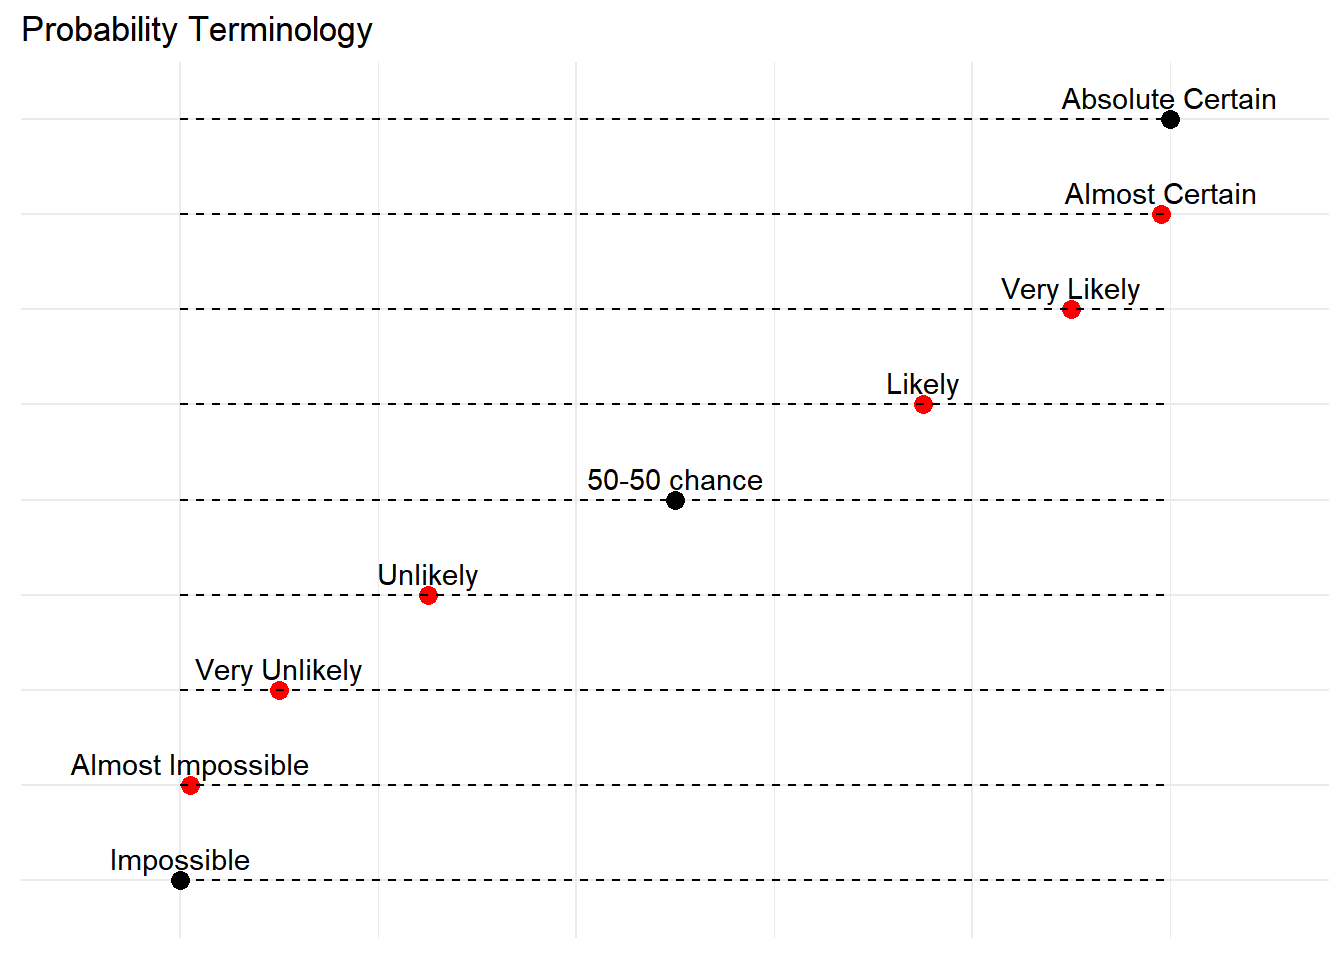 Probability Terminology
Absolute Certain
Almost Certain
Very Likely
Likely
50-50 chance
Unlikely
Very Unlikely
Almost Impossible
Impossible